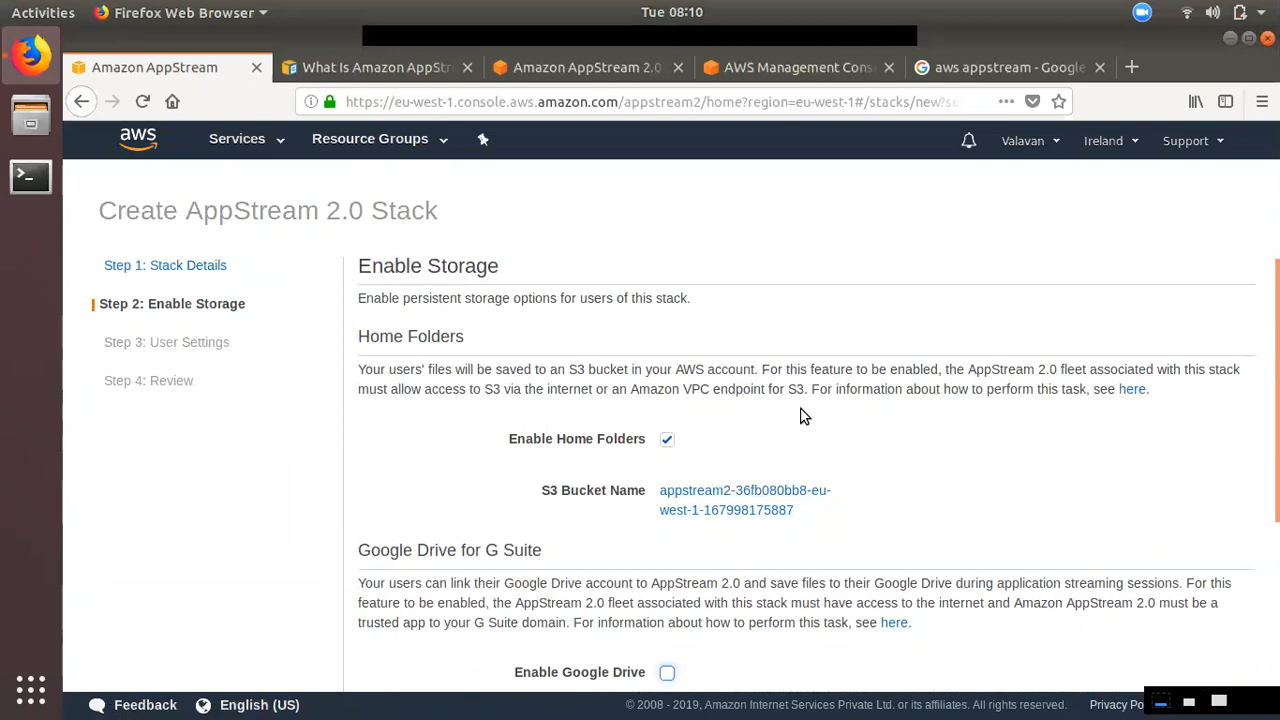 Activities Firefox Web Browser Tue 08:10
Amazon AppStream What Is Amazon AppStr Amazon AppStream 2.0 AWS Management Cons aws appstream - Google
https://eu-west-1.console.aws.amazon.com/appstream2/home?region=eu-west-1#/stacks/new?se
aws Services Resource Groups Valavan Ireland Support
Create AppStream 2.0 Stack
Step 1: Stack Details
Step 2: Enable Storage
Step 3: User Settings
Step 4: Review
Enable Storage
Enable persistent storage options for users of this stack.
Home Folders
Your users' files will be saved to an S3 bucket in your AWS account. For this feature to be enabled, the AppStream 2.0 fleet associated with this stack
must allow access to S3 via the internet or an Amazon VPC endpoint for S3. For information about how to perform this task, see here.
Enable Home Folders
S3 Bucket Name appstream2-36fb080bb8-eu-
west-1-167998175887
Google Drive for G Suite
Your users can link their Google Drive account to AppStream 2.0 and save files to their Google Drive during application streaming sessions. For this
feature to be enabled, the AppStream 2.0 fleet associated with this stack must have access to the internet and Amazon AppStream 2.0 must be a
trusted app to your G Suite domain. For information about how to perform this task, see here.
Enable Google Drive
Feedback English (US) © 2008 - 2019, Amazon Internet Services Private Ltd. or its affiliates. All rights reserved. Privacy Po